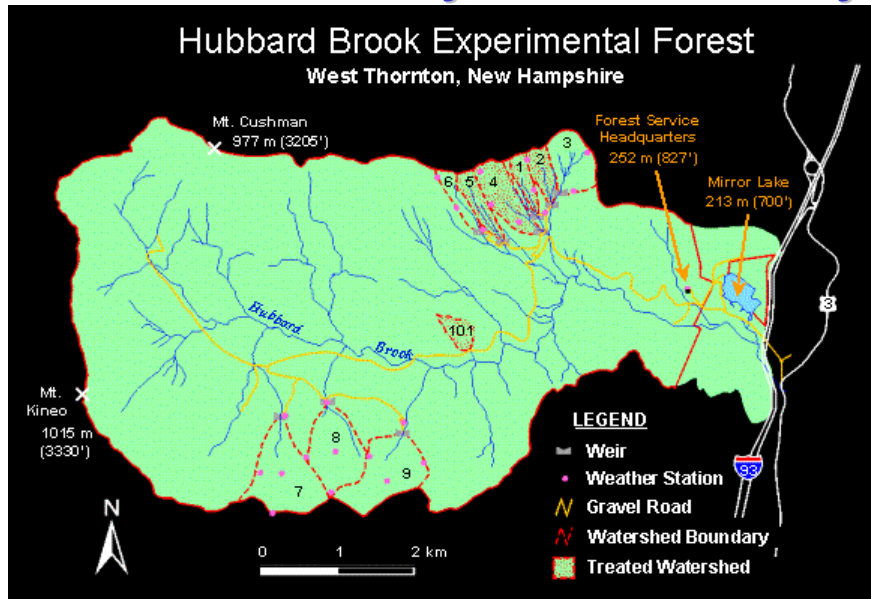 Hubbard Brook Experimental Forest
West Thornton, New Hampshire
Mt. Cushman
977 m (3205')
Forest Service
Headquarters
252 m (827')
Mirror Lake
213 m (700')
3
2
1
4
5
6
3
Hubbard
Brook
101
Mt.
Kineo
1015 m
(3330')
8
7
9
LEGEND
Weir
Weather Station
Gravel Road
Watershed Boundary
Treated Watershed
93
N
0 1 2 km